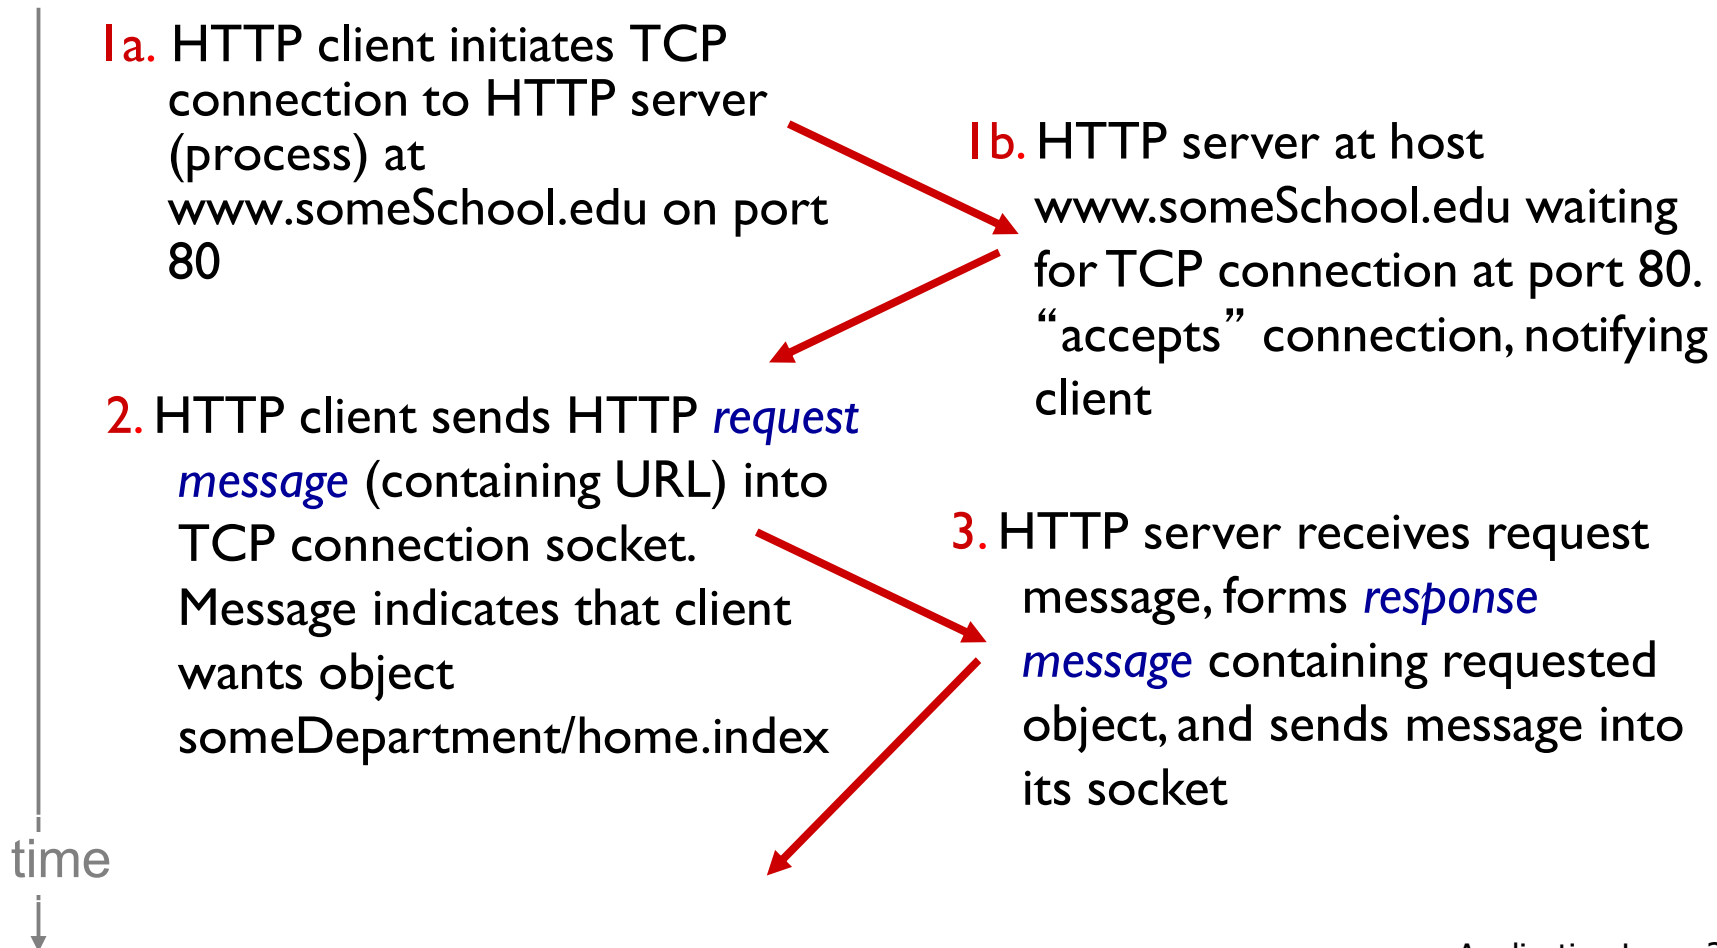 1a. HTTP client initiates TCP
connection to HTTP server
(process) at
www.someSchool.edu on port
80
1b. HTTP server at host
www.someSchool.edu waiting
for TCP connection at port 80.
“accepts” connection, notifying
client
2. HTTP client sends HTTP request
message (containing URL) into
TCP connection socket.
Message indicates that client
wants object
someDepartment/home.index
3. HTTP server receives request
message, forms response
message containing requested
object, and sends message into
its socket
time